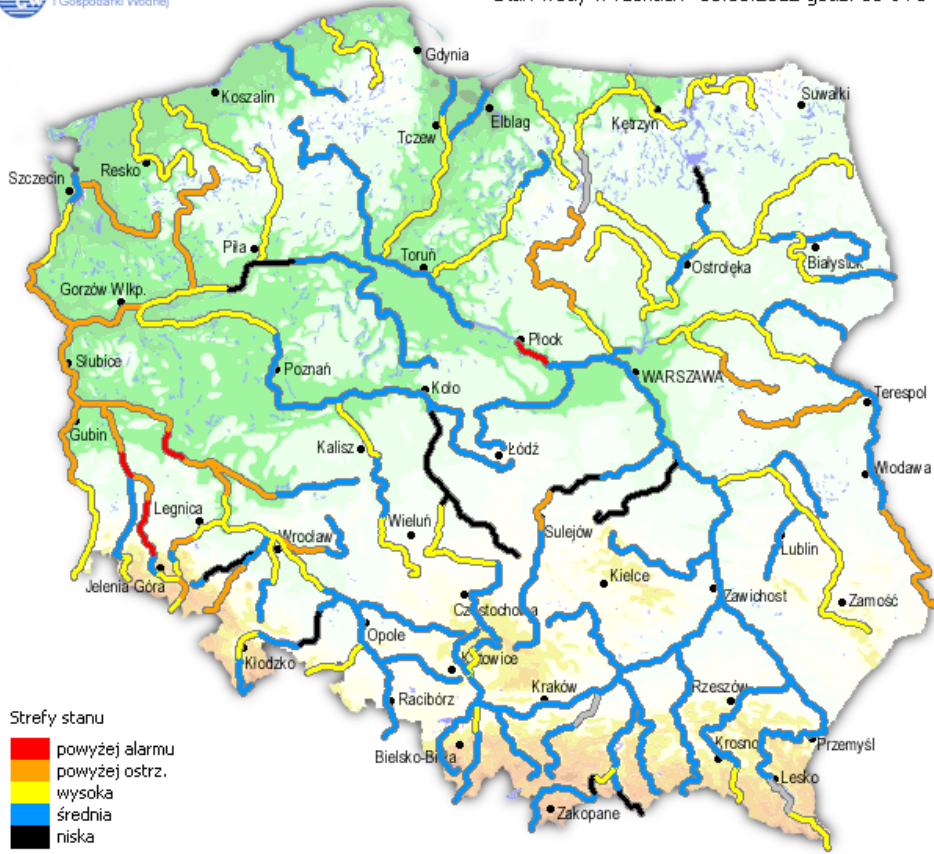 i Gospodarki Wodnej
Gdynia
Koszalin
Suwałki
Elbląg
Kętrzyn
Tczew
Resko
Szczecin
Piła
Toruń
Ostrołęka
Białystok
Gorzów Wlkp.
Płock
Słubice
Poznań
WARSZAWA
Koło
Terespol
Gubin
Kalisz
Łódź
Włodawa
Legnica
Wieluń
Sulejów
Wrocław
Lublin
Jelenia Góra
Kielce
Zawichost
Zamość
Częstochowa
Opole
Kłodzko
Katowice
Racibórz
Kraków
Rzeszów
Strefy stanu
Bielsko-Biała
Krosno
Przemyśl
powyżej alarmu
powyżej ostrz.
Lesko
wysoka
średnia
Zakopane
niska